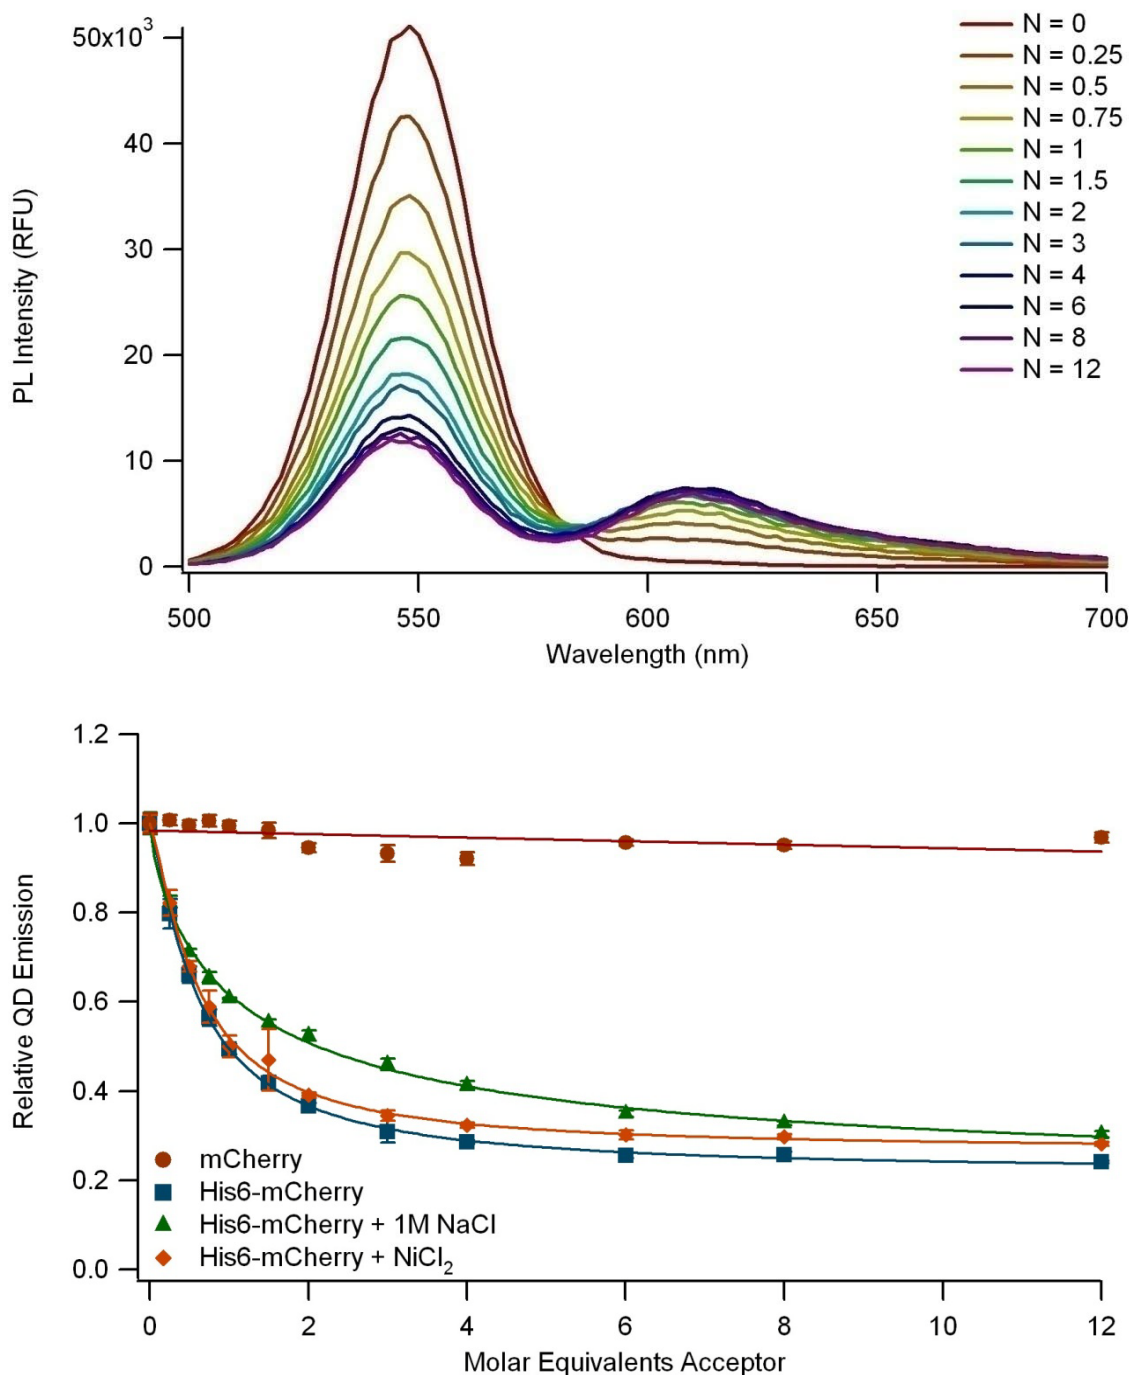 50x10³
40
30
20
10
0
PL Intensity (RFU)
500
550
600
650
700
Wavelength (nm)
N = 0
N = 0.25
N = 0.5
N = 0.75
N = 1
N = 1.5
N = 2
N = 3
N = 4
N = 6
N = 8
N = 12
1.2
1.0
0.8
0.6
0.4
0.2
0.0
Relative QD Emission
mCherry
His6-mCherry
His6-mCherry + 1M NaCl
His6-mCherry + NiCl₂
0
2
4
6
8
10
12
Molar Equivalents Acceptor